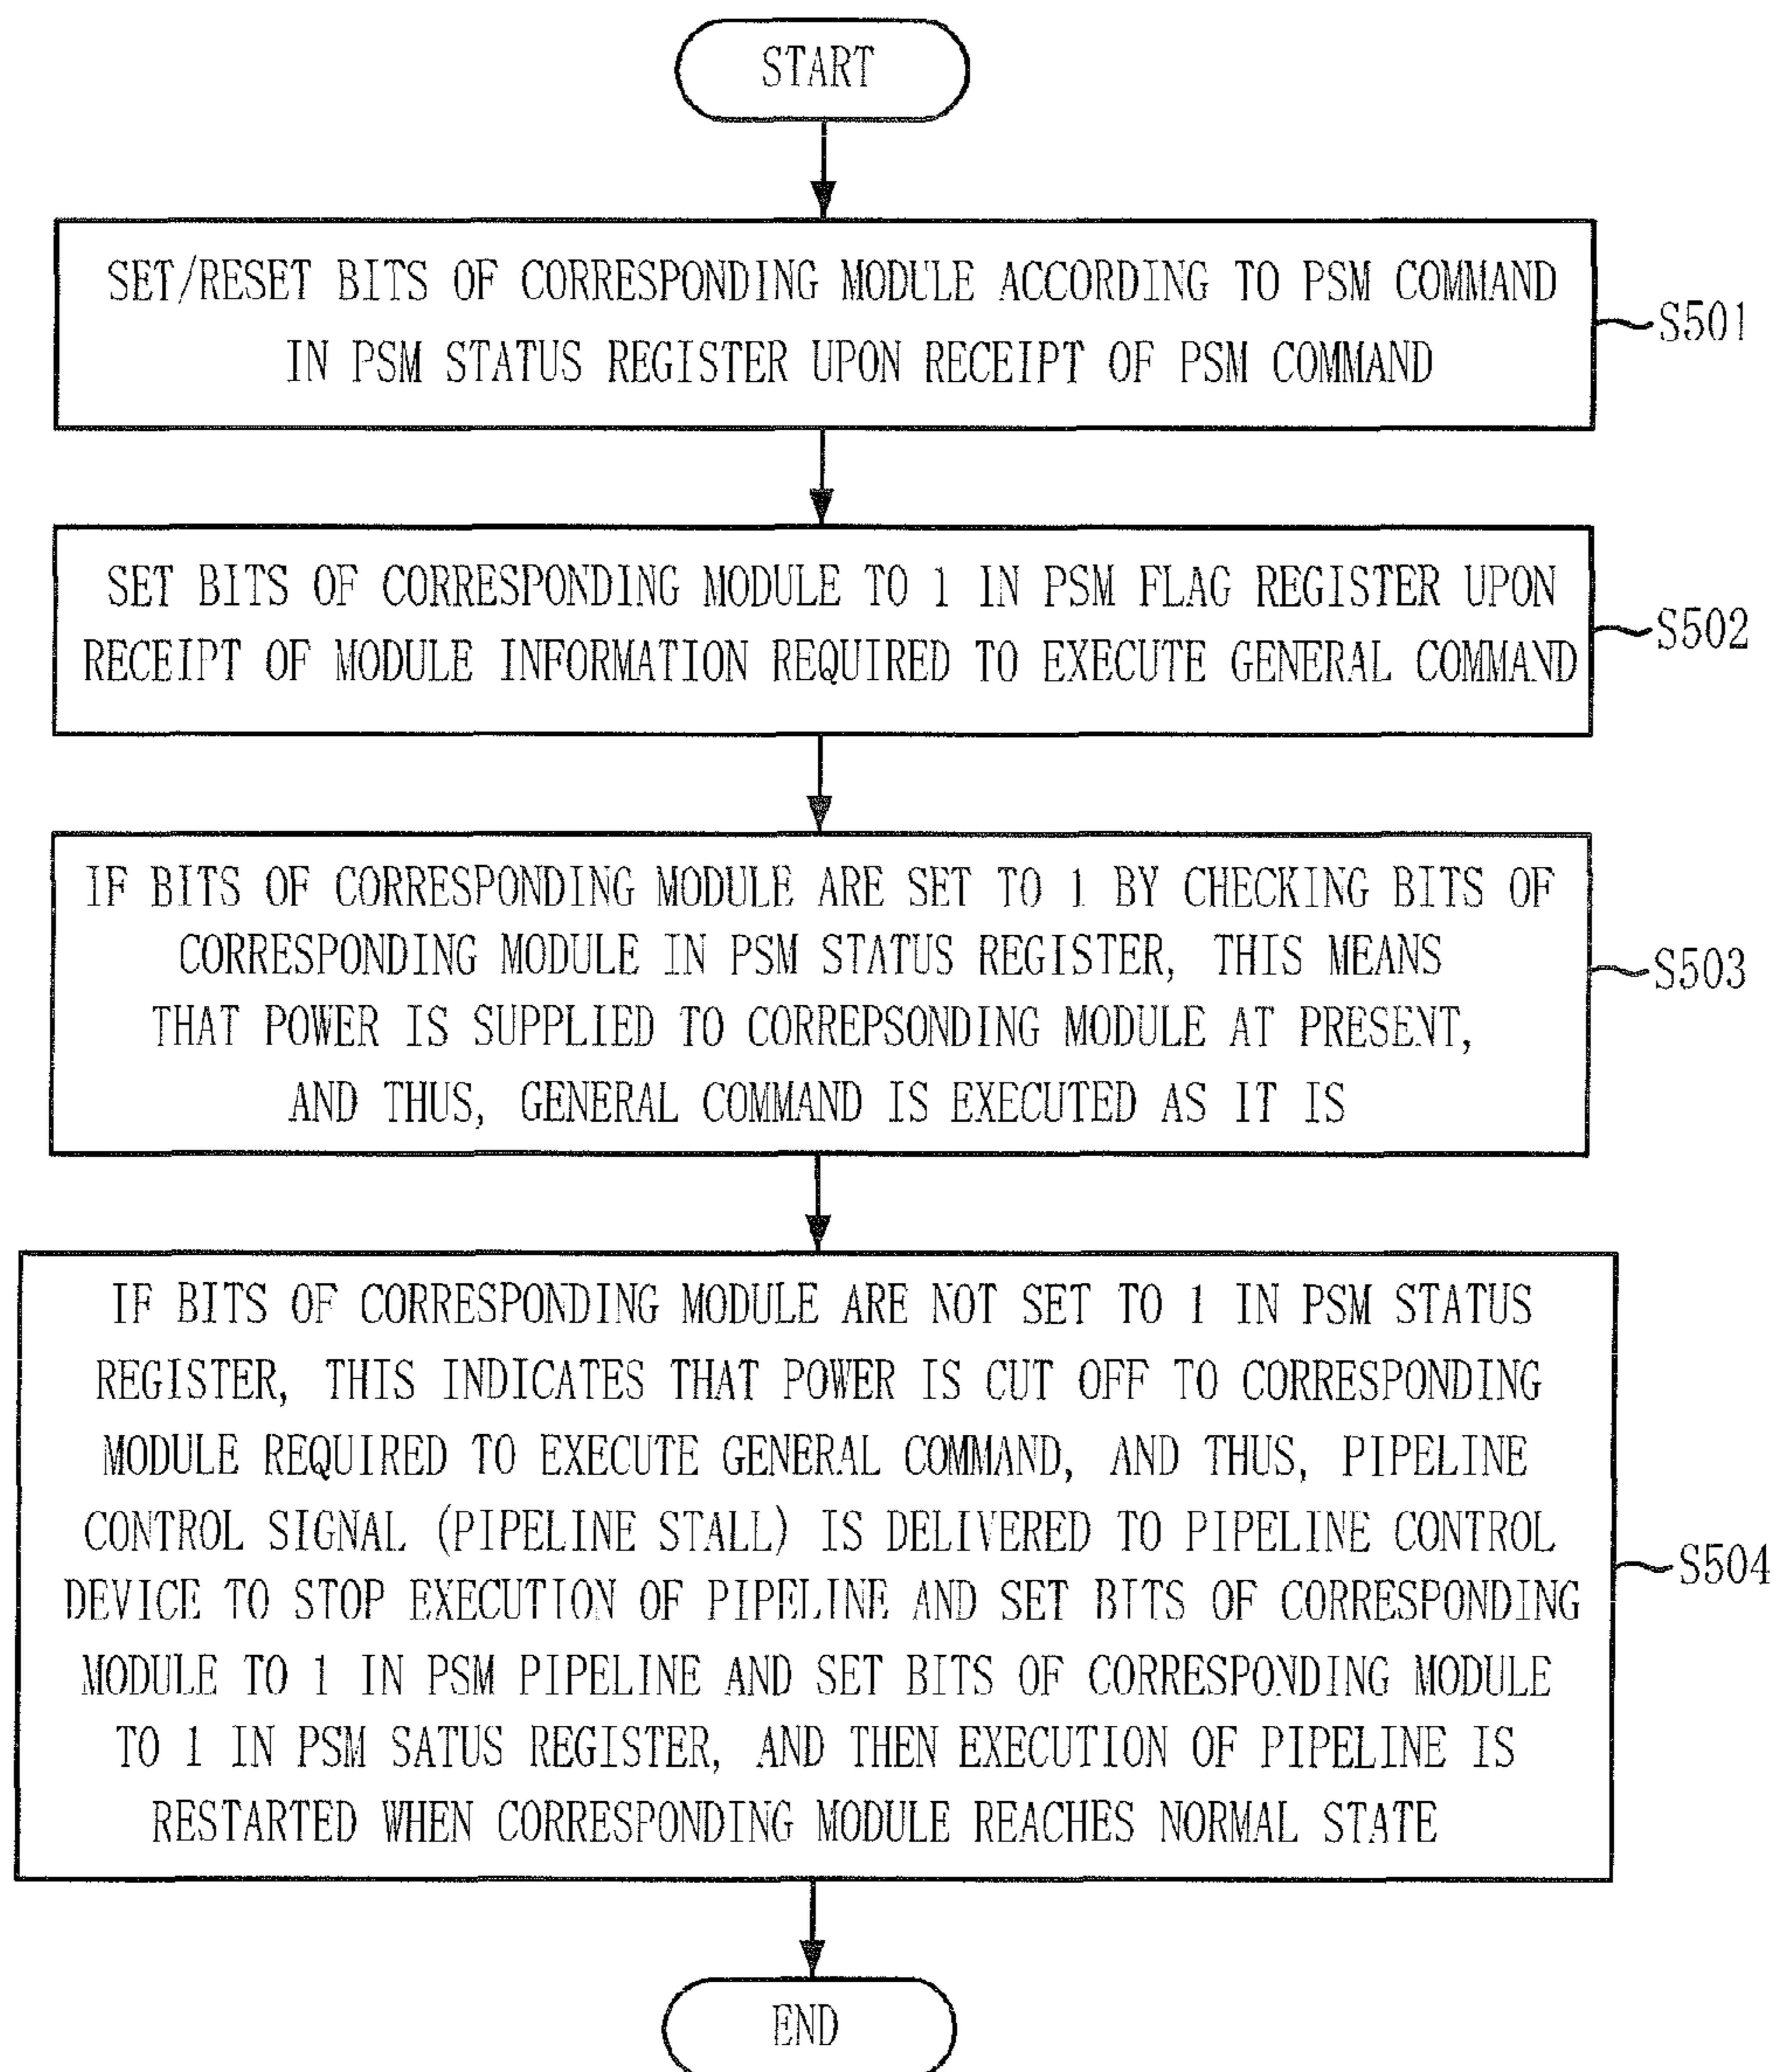 START
SET/RESET BITS OF CORRESPONDING MODULE ACCORDING TO PSM COMMAND
IN PSM STATUS REGISTER UPON RECEIPT OF PSM COMMAND
S501
SET BITS OF CORRESPONDING MODULE TO 1 IN PSM FLAG REGISTER UPON
RECEIPT OF MODULE INFORMATION REQUIRED TO EXECUTE GENERAL COMMAND
S502
IF BITS OF CORRESPONDING MODULE ARE SET TO 1 BY CHECKING BITS OF
CORRESPONDING MODULE IN PSM STATUS REGISTER, THIS MEANS
THAT POWER IS SUPPLIED TO CORREPSONDING MODULE AT PRESENT,
AND THUS, GENERAL COMMAND IS EXECUTED AS IT IS
S503
IF BITS OF CORRESPONDING MODULE ARE NOT SET TO 1 IN PSM STATUS
REGISTER, THIS INDICATES THAT POWER IS CUT OFF TO CORRESPONDING
MODULE REQUIRED TO EXECUTE GENERAL COMMAND, AND THUS, PIPELINE
CONTROL SIGNAL (PIPELINE STALL) IS DELIVERED TO PIPELINE CONTROL
DEVICE TO STOP EXECUTION OF PIPELINE AND SET BITS OF CORRESPONDING
MODULE TO 1 IN PSM PIPELINE AND SET BITS OF CORRESPONDING MODULE
TO 1 IN PSM SATUS REGISTER, AND THEN EXECUTION OF PIPELINE IS
RESTARTED WHEN CORRESPONDING MODULE REACHES NORMAL STATE
S504
END